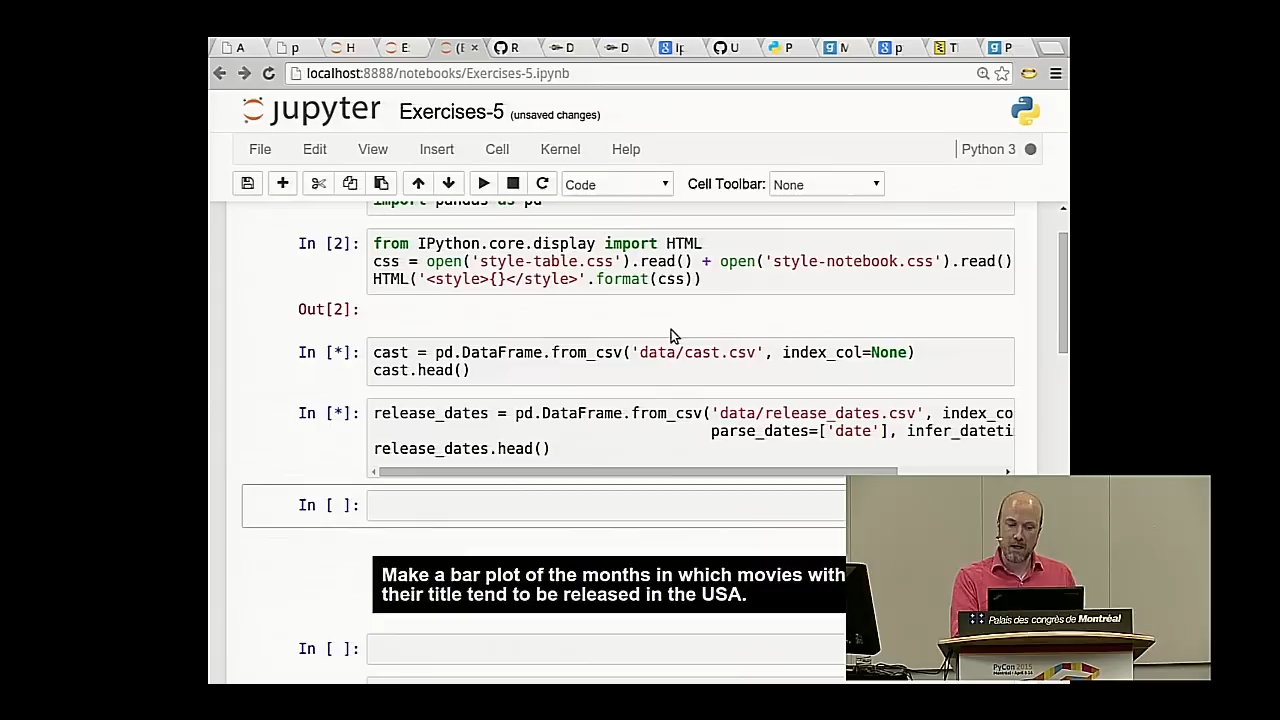 A
p
H
E
(E
R
D
D
Ip
U
P
M
p
T
P
localhost:8888/notebooks/Exercises-5.ipynb
jupyter Exercises-5 (unsaved changes)
File Edit View Insert Cell Kernel Help Python 3
Code Cell Toolbar: None
import pandas as pd
In [2]: from IPython.core.display import HTML
css = open('style-table.css').read() + open('style-notebook.css').read()
HTML('<style>{}</style>'.format(css))
Out[2]:
In [*]: cast = pd.DataFrame.from_csv('data/cast.csv', index_col=None)
cast.head()
In [*]: release_dates = pd.DataFrame.from_csv('data/release_dates.csv', index_co
parse_dates=['date'], infer_dateti
release_dates.head()
In [ ]:
Make a bar plot of the months in which movies with
their title tend to be released in the USA.
In [ ]:
Palais des congrès de Montréal
PyCon 2015